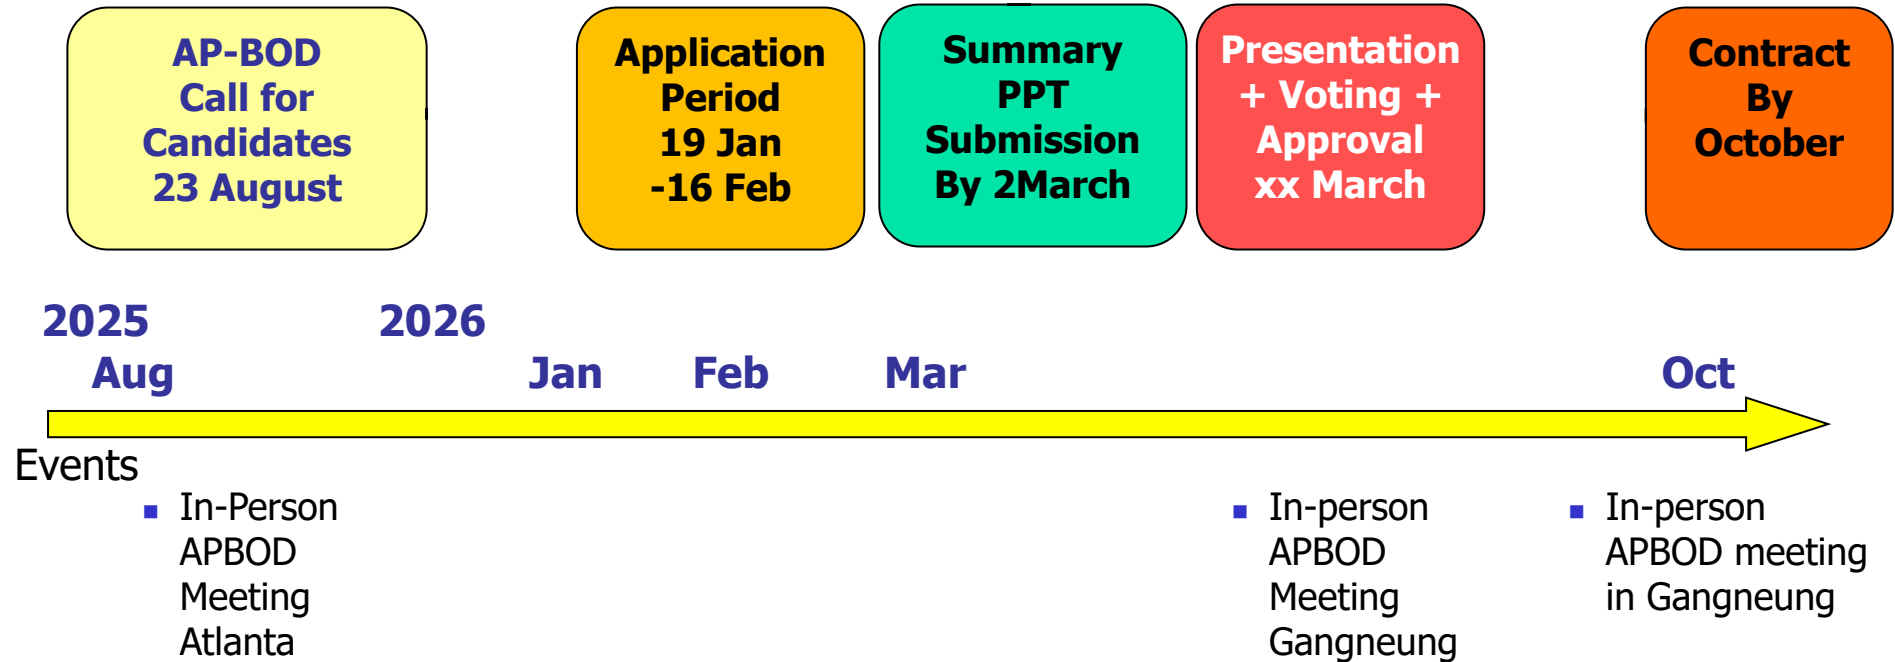 AP-BOD
Call for
Candidates
23 August
Application
Period
19 Jan
-16 Feb
Summary
PPT
Submission
By 2March
Presentation
+ Voting +
Approval
xx March
Contract
By
October
2025
2026
Aug
Jan
Feb
Mar
Oct
Events
In-Person
APBOD
Meeting
Atlanta
In-person
APBOD
Meeting
Gangneung
In-person
APBOD meeting
in Gangneung